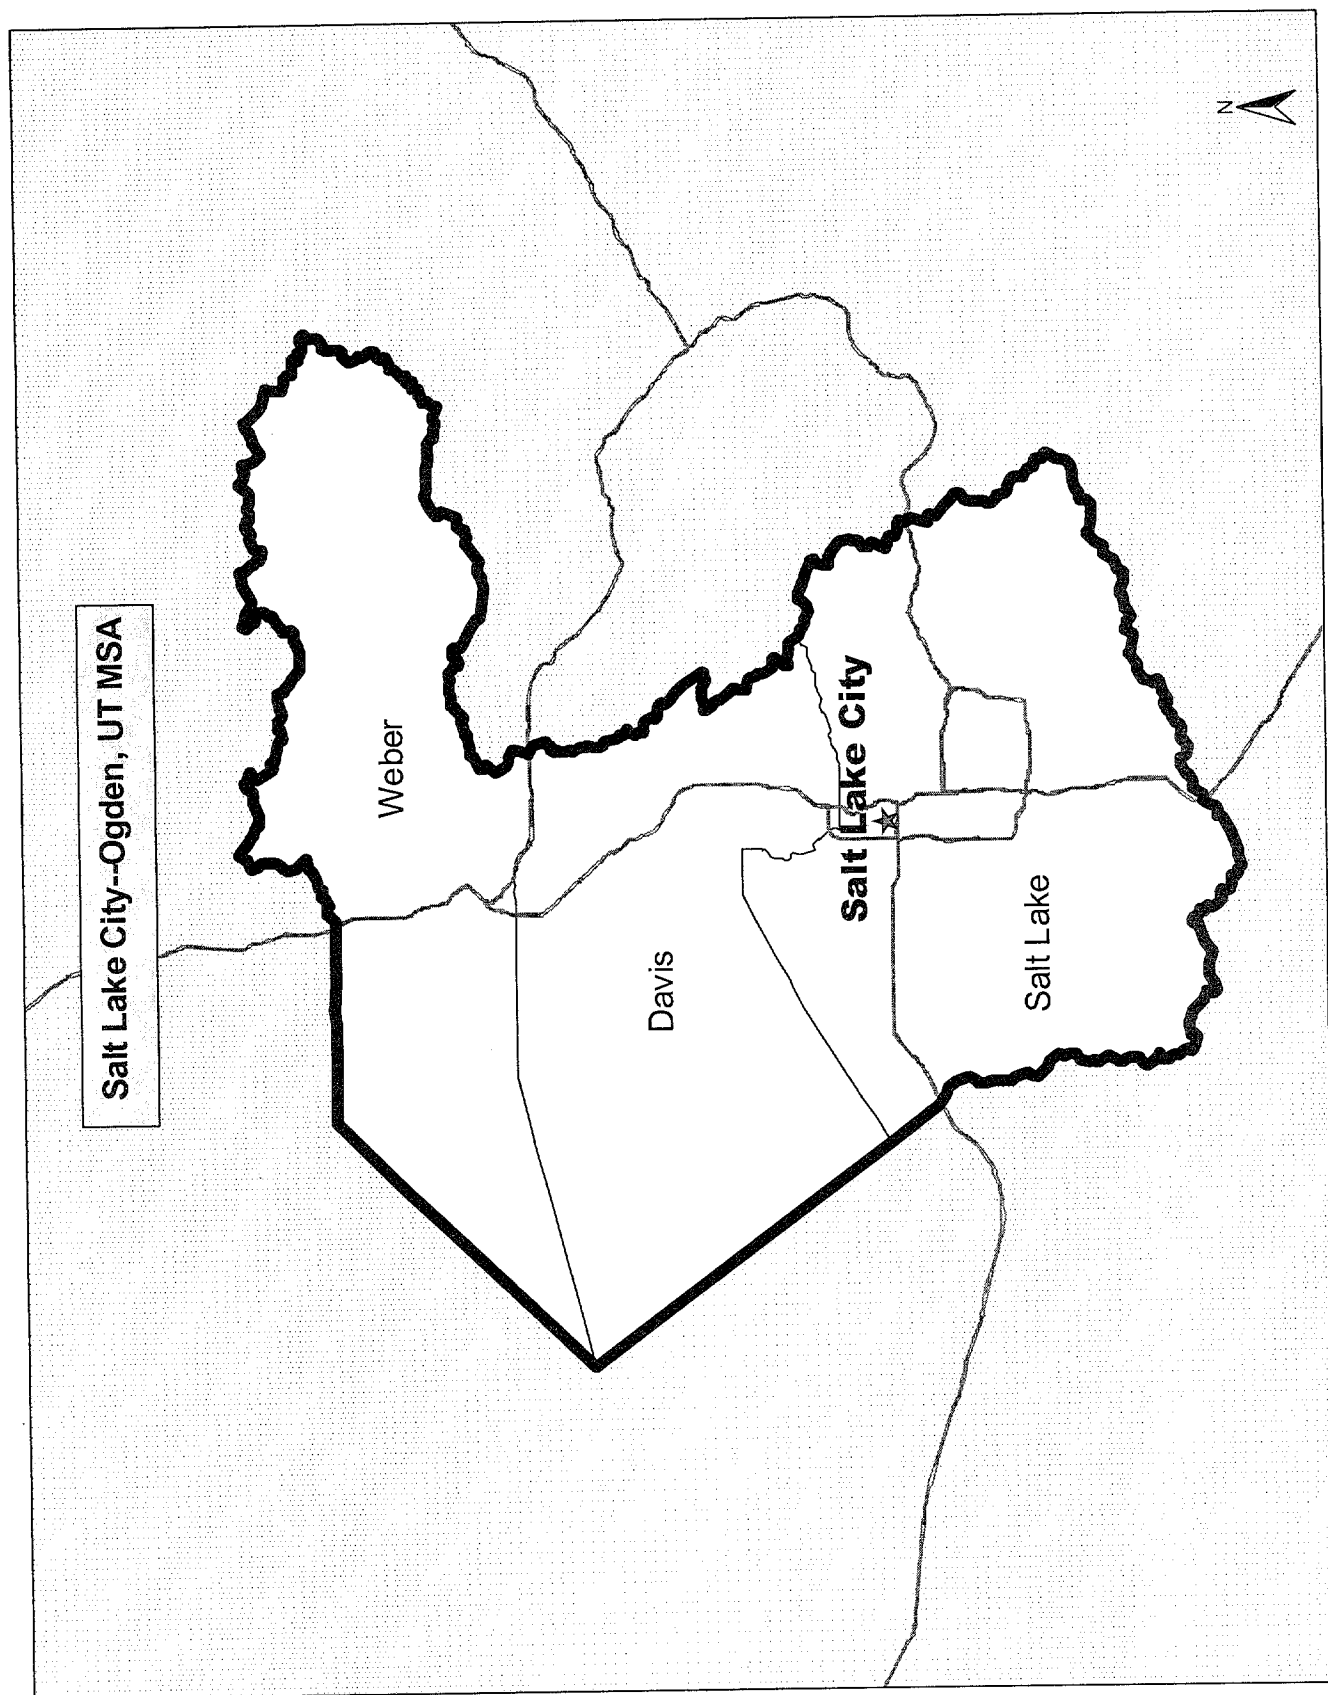 Salt Lake City--Ogden, UT MSA
N
Weber
Davis
Salt Lake City
Salt Lake